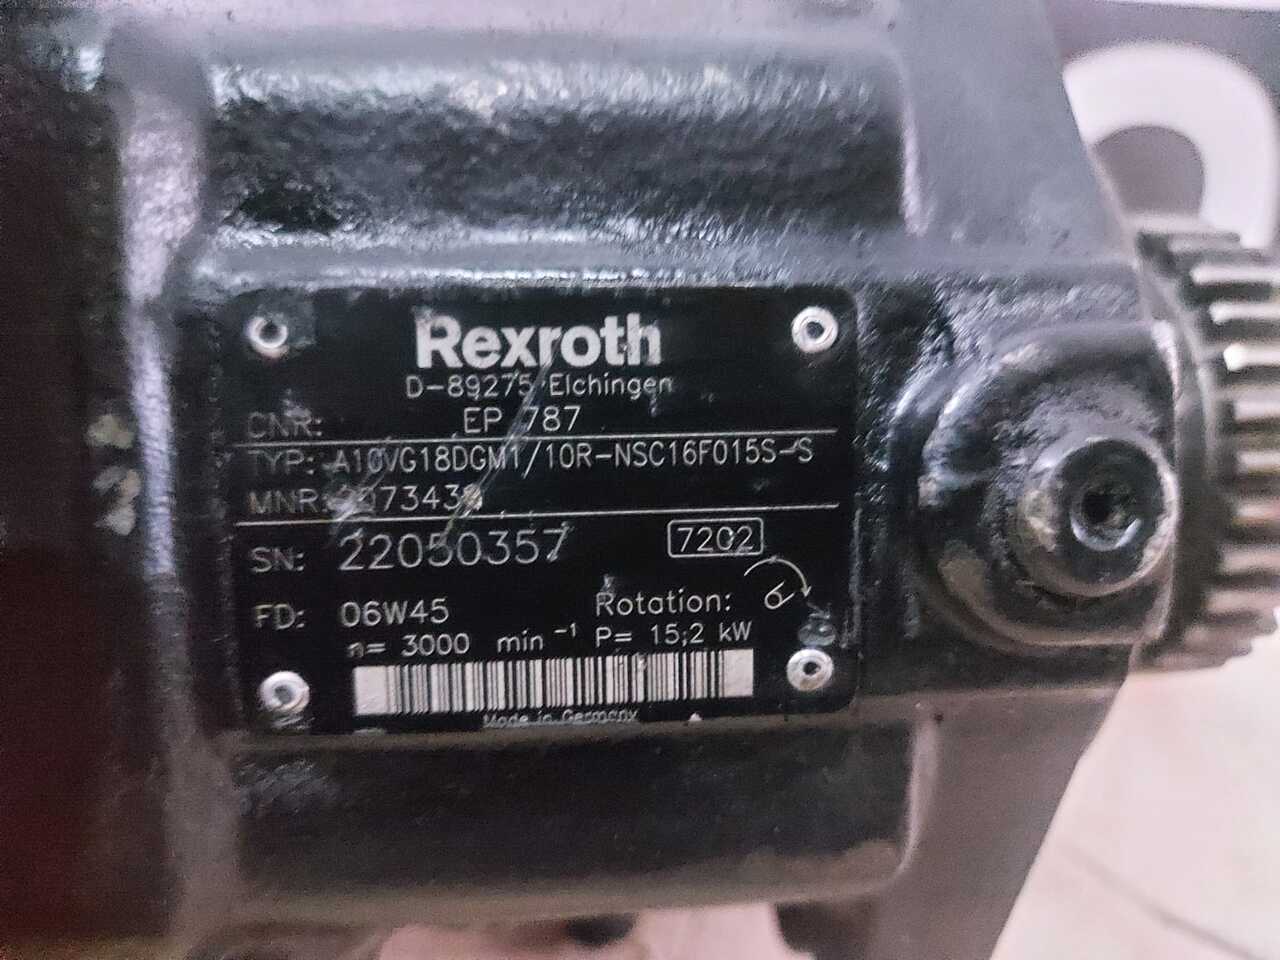 Rexroth
D-89275 Elchingen
CNR: EP 787
TYP: A10VG18DGM1/10R-NSC16F015S-S
MNR:
SN: 22050357 7202
FD: 06W45 Rotation:
n= 3000 min -1 P= 15;2 kW
Made in Germany